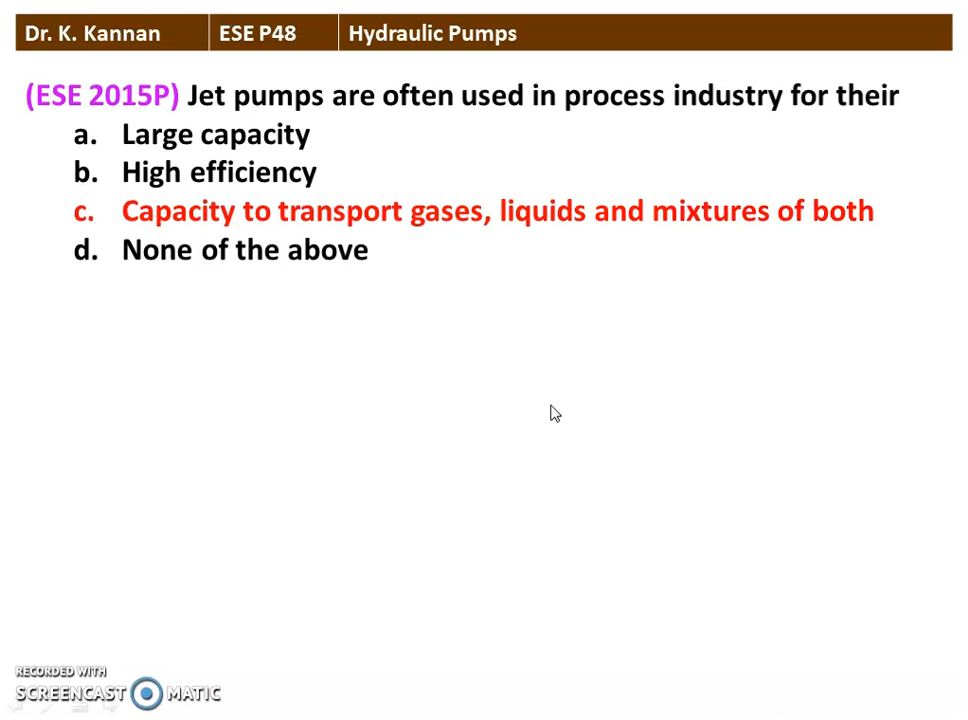 Dr. K. Kannan ESE P48 Hydraulic Pumps
(ESE 2015P) Jet pumps are often used in process industry for their
a. Large capacity
b. High efficiency
c. Capacity to transport gases, liquids and mixtures of both
d. None of the above
RECORDED WITH
SCREENCAST MATIC